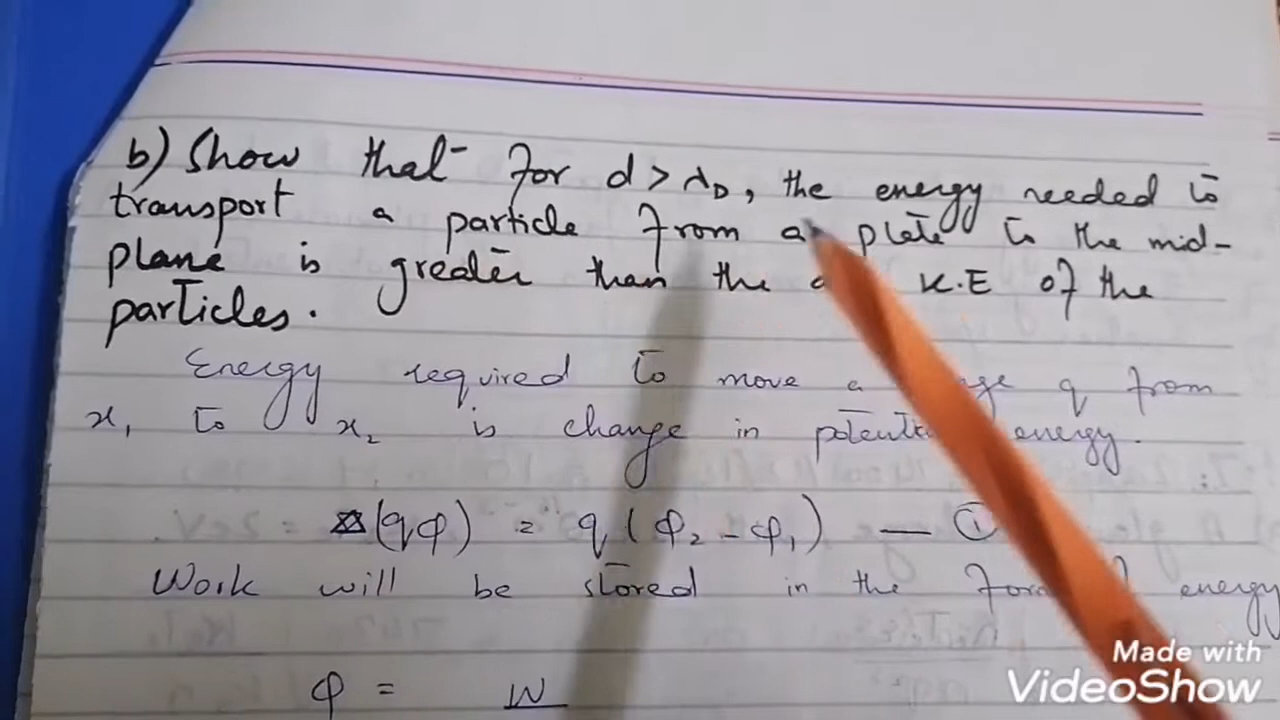 b) Show that for d > λD, the energy needed to
transport a particle from a plate to the mid-
plane is greater than the K.E of the
particles.
Energy required to move a q from
x1 to x2 is change in energy.
(qφ) = q(φ2 - φ1) — ①
Work will be stored in the energy
φ = W
Made with
VideoShow